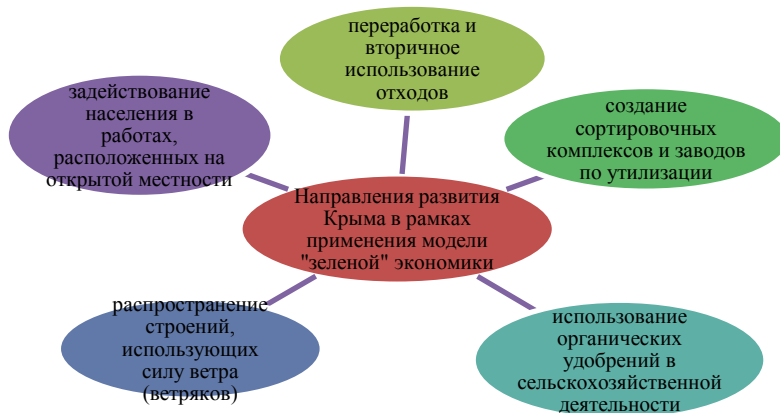 переработка и
вторичное
использование
отходов
задействование
населения в
работах,
расположенных на
открытой местности
создание
сортировочных
комплексов и заводов
по утилизации
Направления развития
Крыма в рамках
применения модели
"зеленой" экономики
распространение
строений,
использующих
силу ветра
(ветряков)
использование
органических
удобрений в
сельскохозяйственной
деятельности